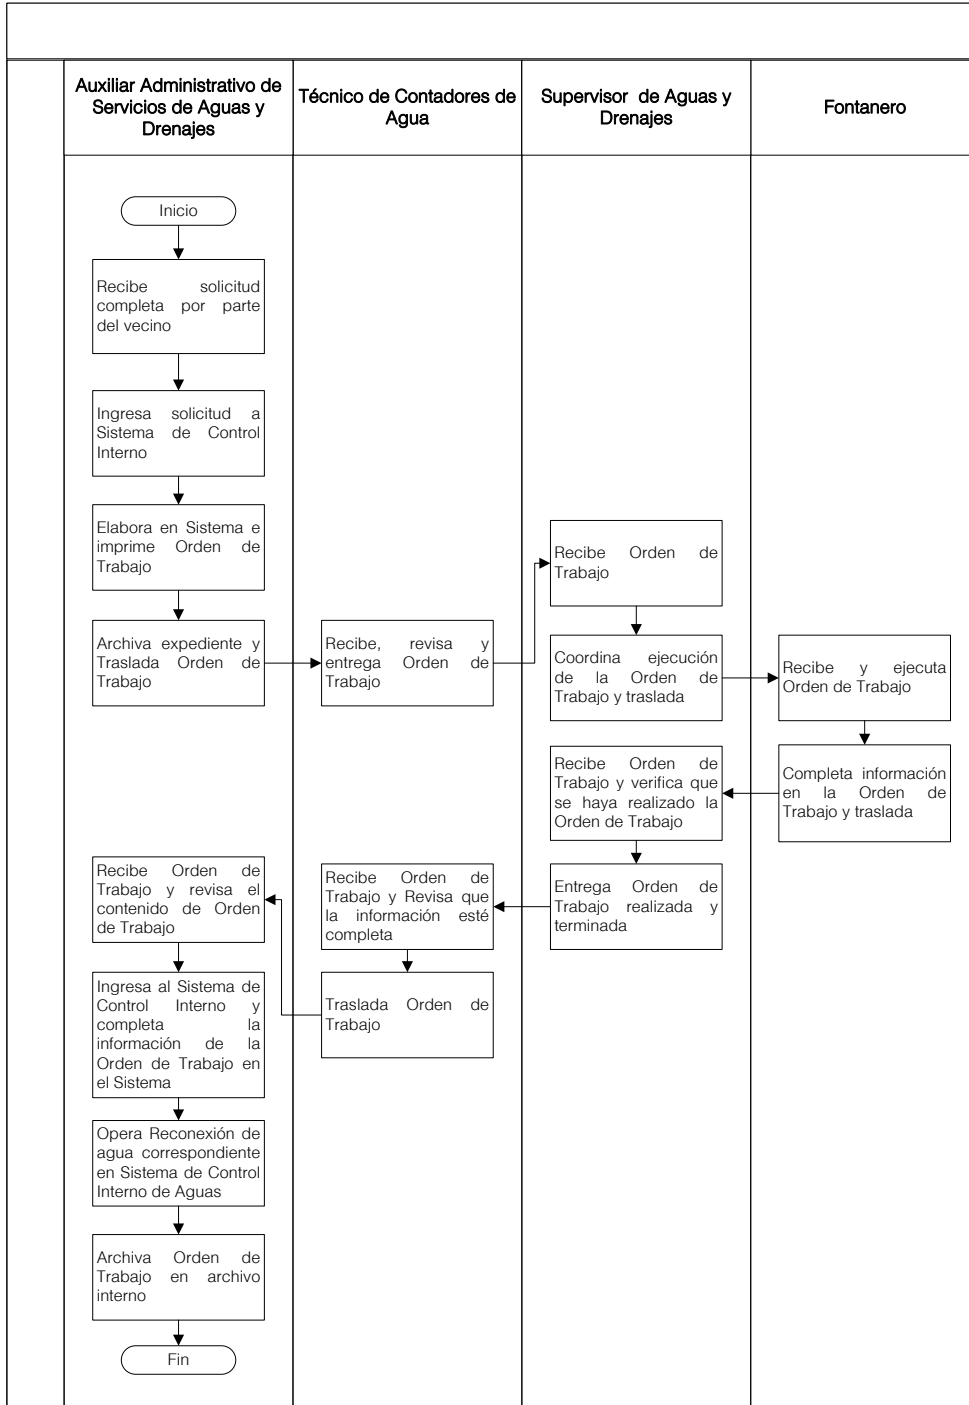 Auxiliar Administrativo de
Servicios de Aguas y
Drenajes
Técnico de Contadores de
Agua
Supervisor de Aguas y
Drenajes
Fontanero
Inicio
Recibe solicitud
completa por parte
del vecino
Ingresa solicitud a
Sistema de Control
Interno
Elabora en Sistema e
imprime Orden de
Trabajo
Archiva expediente y
Traslada Orden de
Trabajo
Recibe, revisa y
entrega Orden de
Trabajo
Recibe Orden de
Trabajo
Coordina ejecución
de la Orden de
Trabajo y traslada
Recibe y ejecuta
Orden de Trabajo
Completa información
en la Orden de
Trabajo y traslada
Recibe Orden de
Trabajo y verifica que
se haya realizado la
Orden de Trabajo
Entrega Orden de
Trabajo realizada y
terminada
Recibe Orden de
Trabajo y Revisa que
la información esté
completa
Traslada Orden de
Trabajo
Recibe Orden de
Trabajo y revisa el
contenido de Orden
de Trabajo
Ingresa al Sistema de
Control Interno y
completa la
información de la
Orden de Trabajo en
el Sistema
Opera Reconexión de
agua correspondiente
en Sistema de Control
Interno de Aguas
Archiva Orden de
Trabajo en archivo
interno
Fin